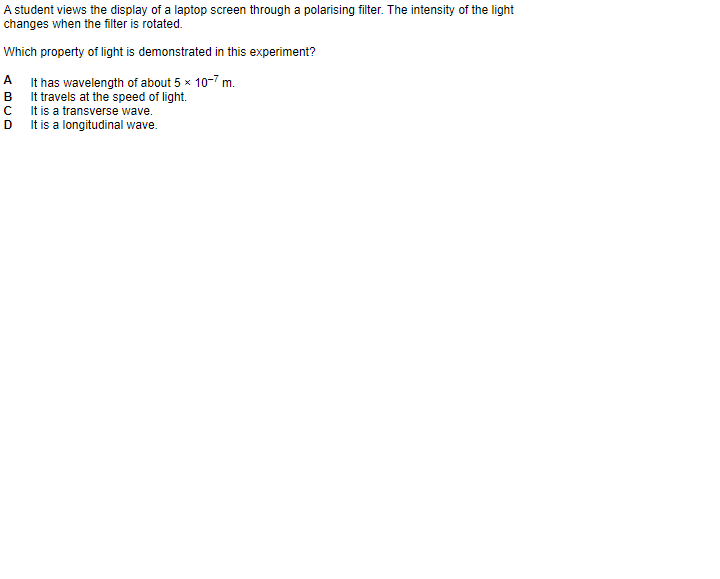 A student views the display of a laptop screen through a polarising filter. The intensity of the light
changes when the filter is rotated.
Which property of light is demonstrated in this experiment?
A It has wavelength of about 5 × 10⁻⁷ m.
B It travels at the speed of light.
C It is a transverse wave.
D It is a longitudinal wave.